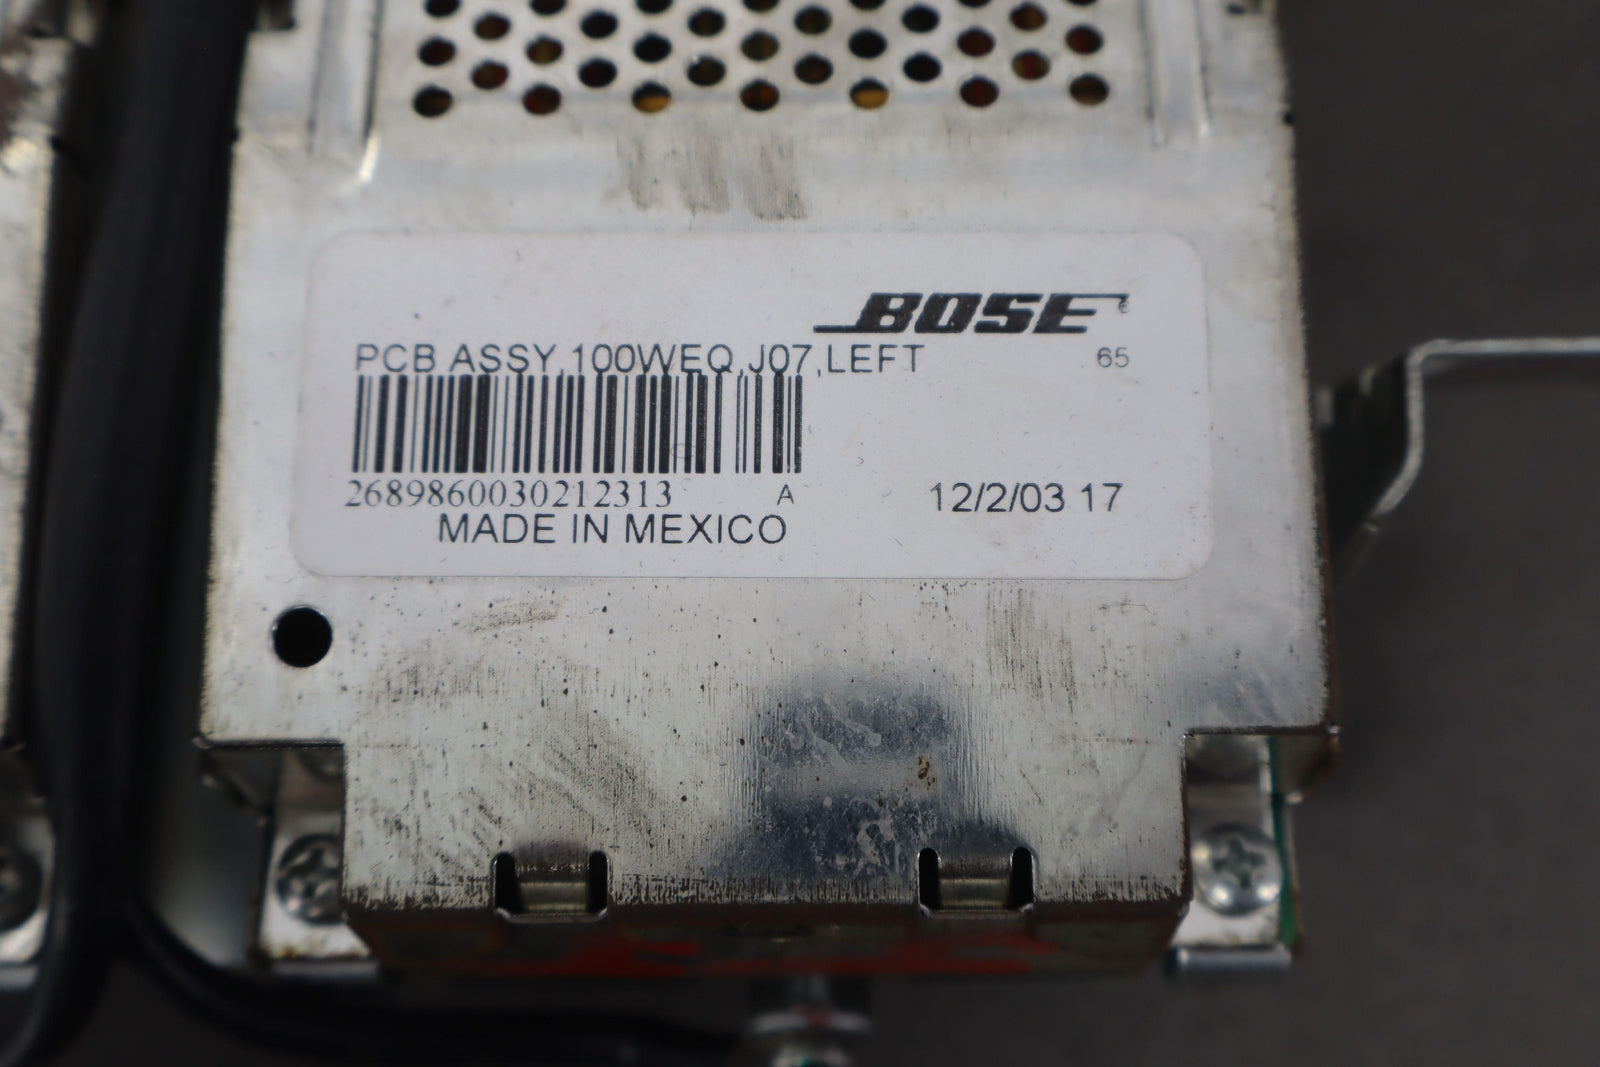 BOSE
PCB ASSY,100WEQ,J07,LEFT 65
2689860030212313 A 12/2/03 17
MADE IN MEXICO